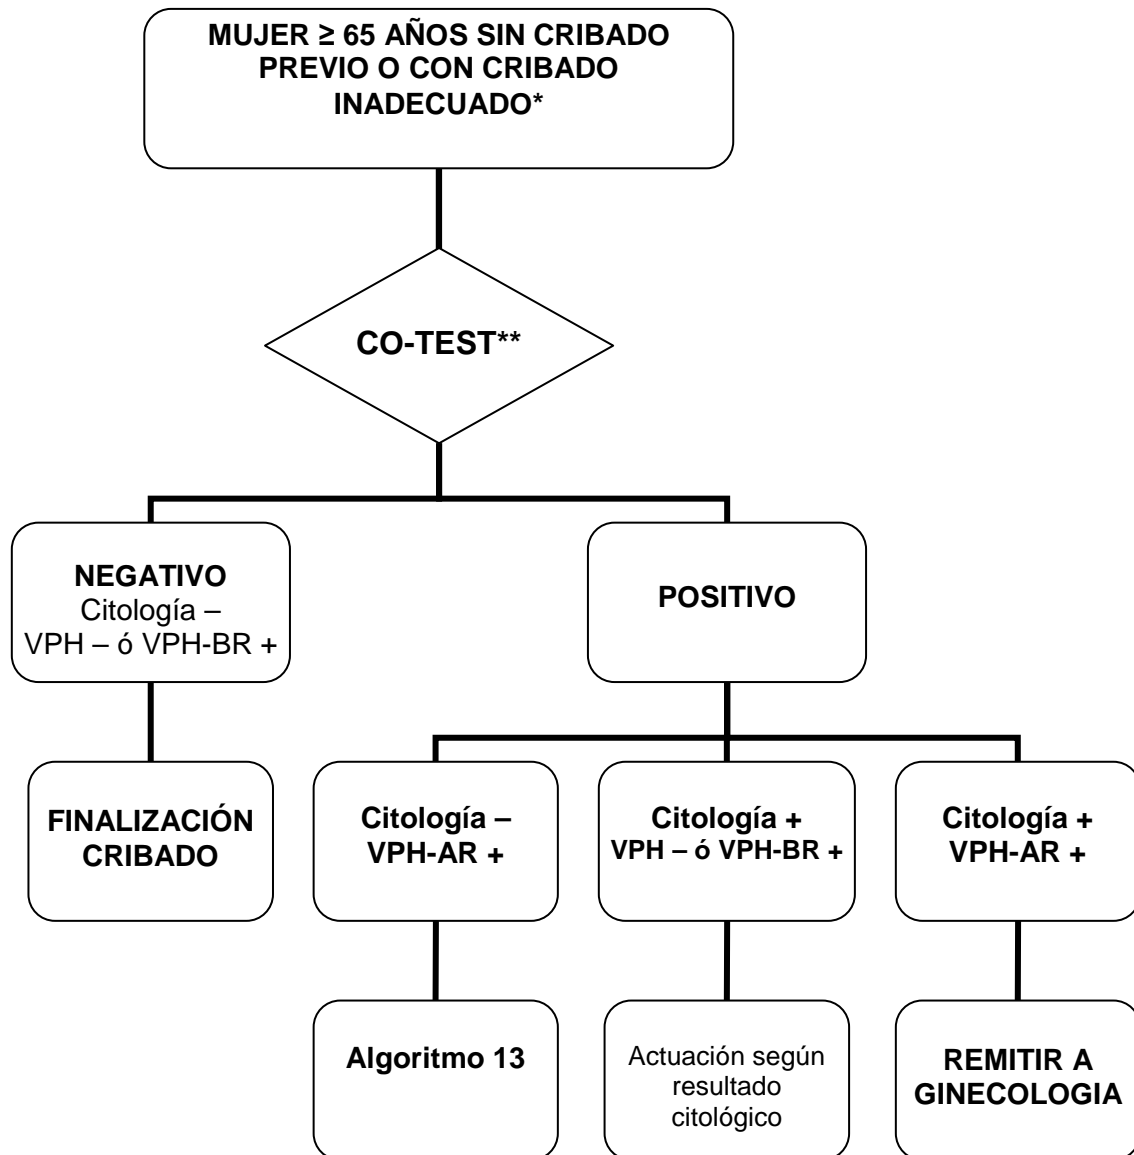 MUJER ≥ 65 AÑOS SIN CRIBADO
PREVIO O CON CRIBADO
INADECUADO*
CO-TEST**
NEGATIVO
Citología –
VPH – ó VPH-BR +
POSITIVO
FINALIZACIÓN
CRIBADO
Citología –
VPH-AR +
Citología +
VPH – ó VPH-BR +
Citología +
VPH-AR +
Algoritmo 13
Actuación según
resultado
citológico
REMITIR A
GINECOLOGIA